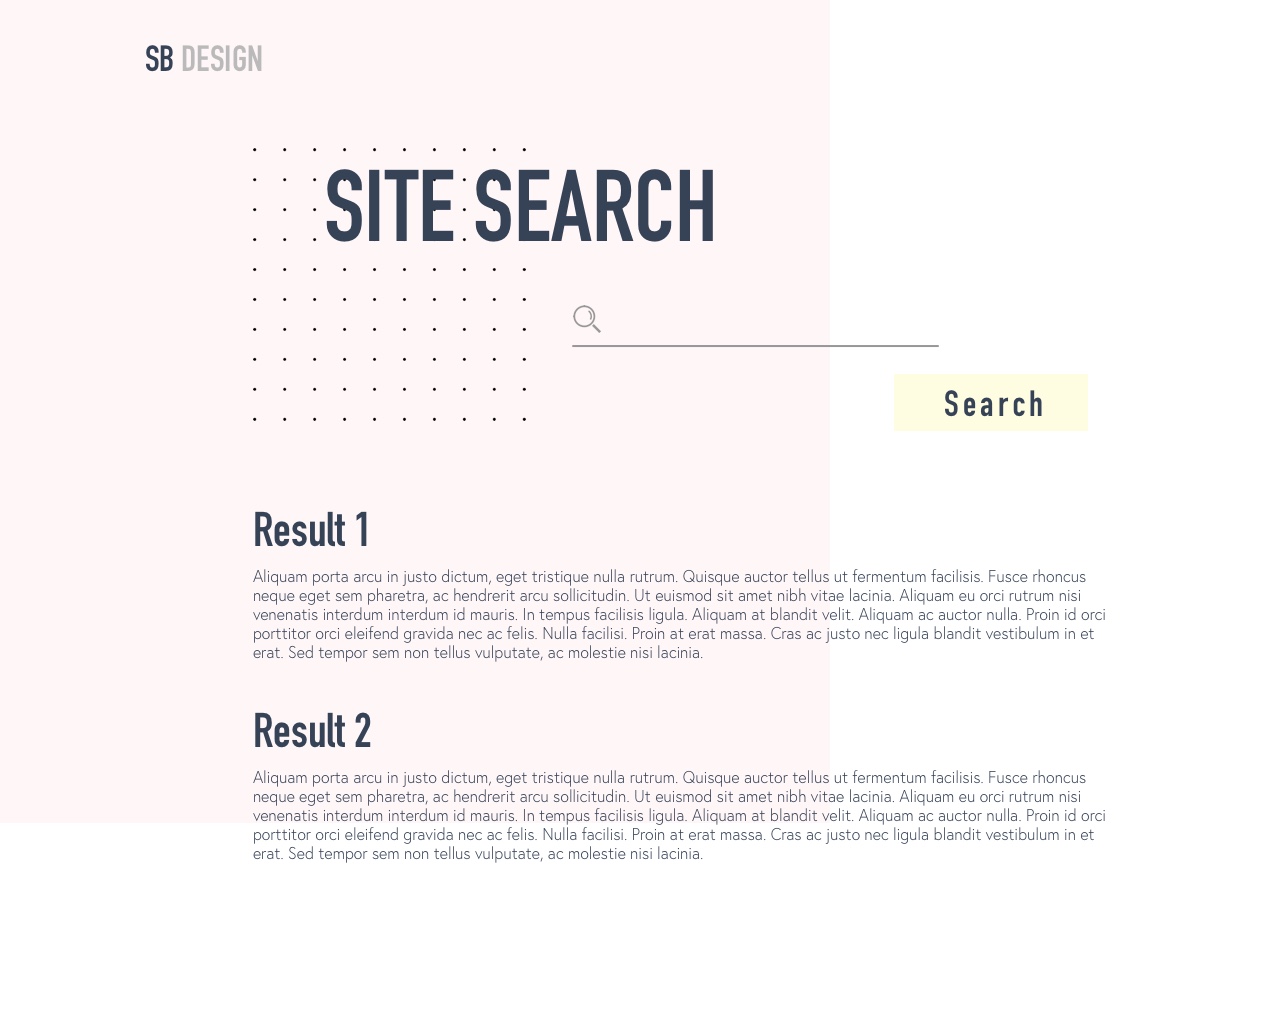 SB DESIGN
SITE SEARCH
Search
Result 1
Aliquam porta arcu in justo dictum, eget tristique nulla rutrum. Quisque auctor tellus ut fermentum facilisis. Fusce rhoncus
neque eget sem pharetra, ac hendrerit arcu sollicitudin. Ut euismod sit amet nibh vitae lacinia. Aliquam eu orci rutrum nisi
venenatis interdum interdum id mauris. In tempus facilisis ligula. Aliquam at blandit velit. Aliquam ac auctor nulla. Proin id orci
porttitor orci eleifend gravida nec ac felis. Nulla facilisi. Proin at erat massa. Cras ac justo nec ligula blandit vestibulum in et
erat. Sed tempor sem non tellus vulputate, ac molestie nisi lacinia.
Result 2
Aliquam porta arcu in justo dictum, eget tristique nulla rutrum. Quisque auctor tellus ut fermentum facilisis. Fusce rhoncus
neque eget sem pharetra, ac hendrerit arcu sollicitudin. Ut euismod sit amet nibh vitae lacinia. Aliquam eu orci rutrum nisi
venenatis interdum interdum id mauris. In tempus facilisis ligula. Aliquam at blandit velit. Aliquam ac auctor nulla. Proin id orci
porttitor orci eleifend gravida nec ac felis. Nulla facilisi. Proin at erat massa. Cras ac justo nec ligula blandit vestibulum in et
erat. Sed tempor sem non tellus vulputate, ac molestie nisi lacinia.